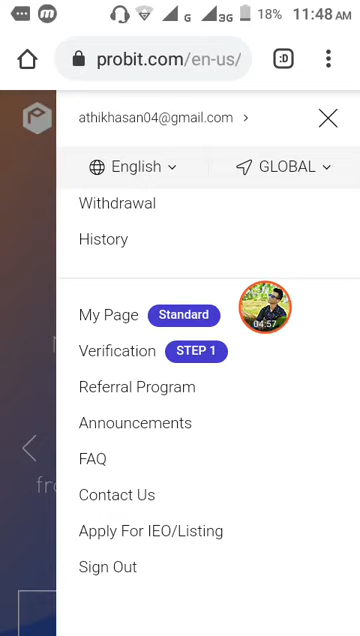 G
3G
18%
11:48 AM
probit.com/en-us/
:D
athikhasan04@gmail.com
English
GLOBAL
Withdrawal
History
My Page
Standard
04:57
Verification
STEP 1
Referral Program
Announcements
FAQ
Contact Us
Apply For IEO/Listing
Sign Out